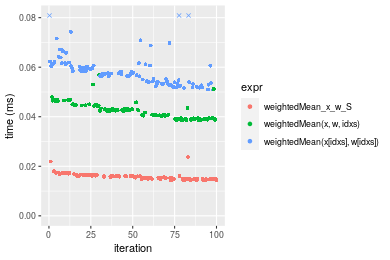 0.08
0.06
0.04
0.02
0.00
time (ms)
0
25
50
75
100
iteration
expr
weightedMean_x_w_S
weightedMean(x, w, idxs)
weightedMean(x[idxs], w[idxs])